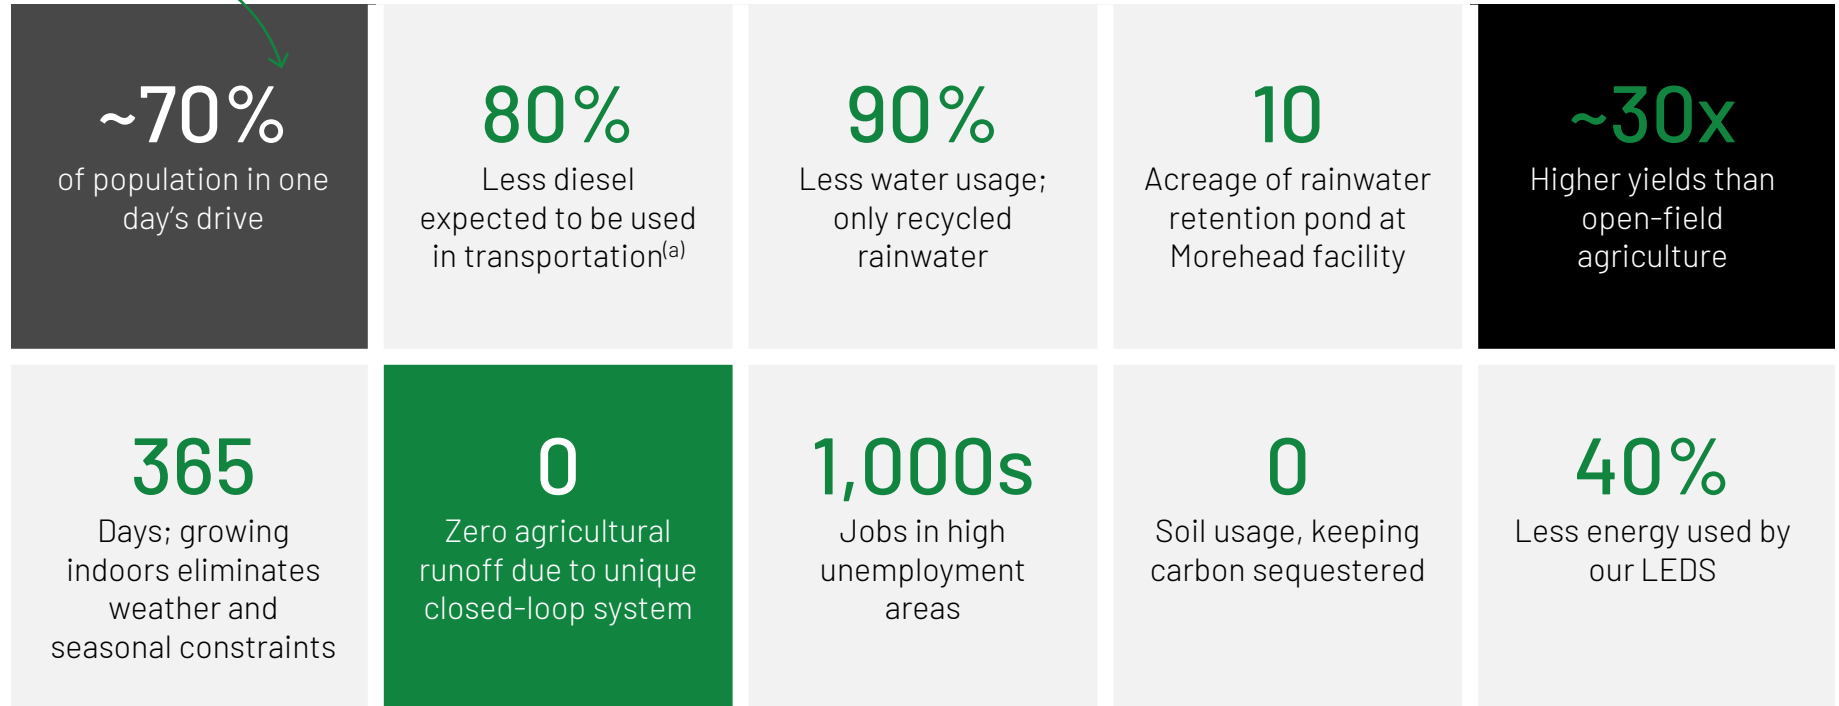 ~70%
of population in one
day's drive
80%
Less diesel
expected to be used
in transportation(a)
90%
Less water usage;
only recycled
rainwater
10
Acreage of rainwater
retention pond at
Morehead facility
~30x
Higher yields than
open-field
agriculture
365
Days; growing
indoors eliminates
weather and
seasonal constraints
0
Zero agricultural
runoff due to unique
closed-loop system
1,000s
Jobs in high
unemployment
areas
0
Soil usage, keeping
carbon sequestered
40%
Less energy used by
our LEDS